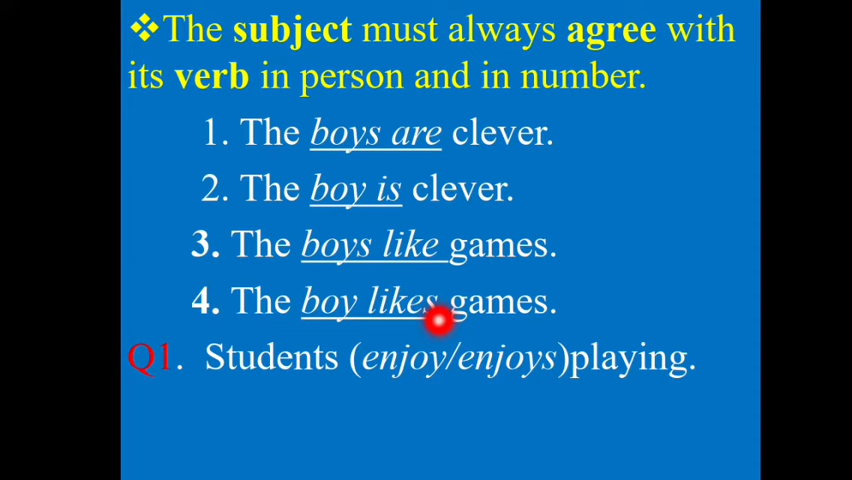 ❖The subject must always agree with
its verb in person and in number.
1. The boys are clever.
2. The boy is clever.
3. The boys like games.
4. The boy likes games.
Q1. Students (enjoy/enjoys)playing.